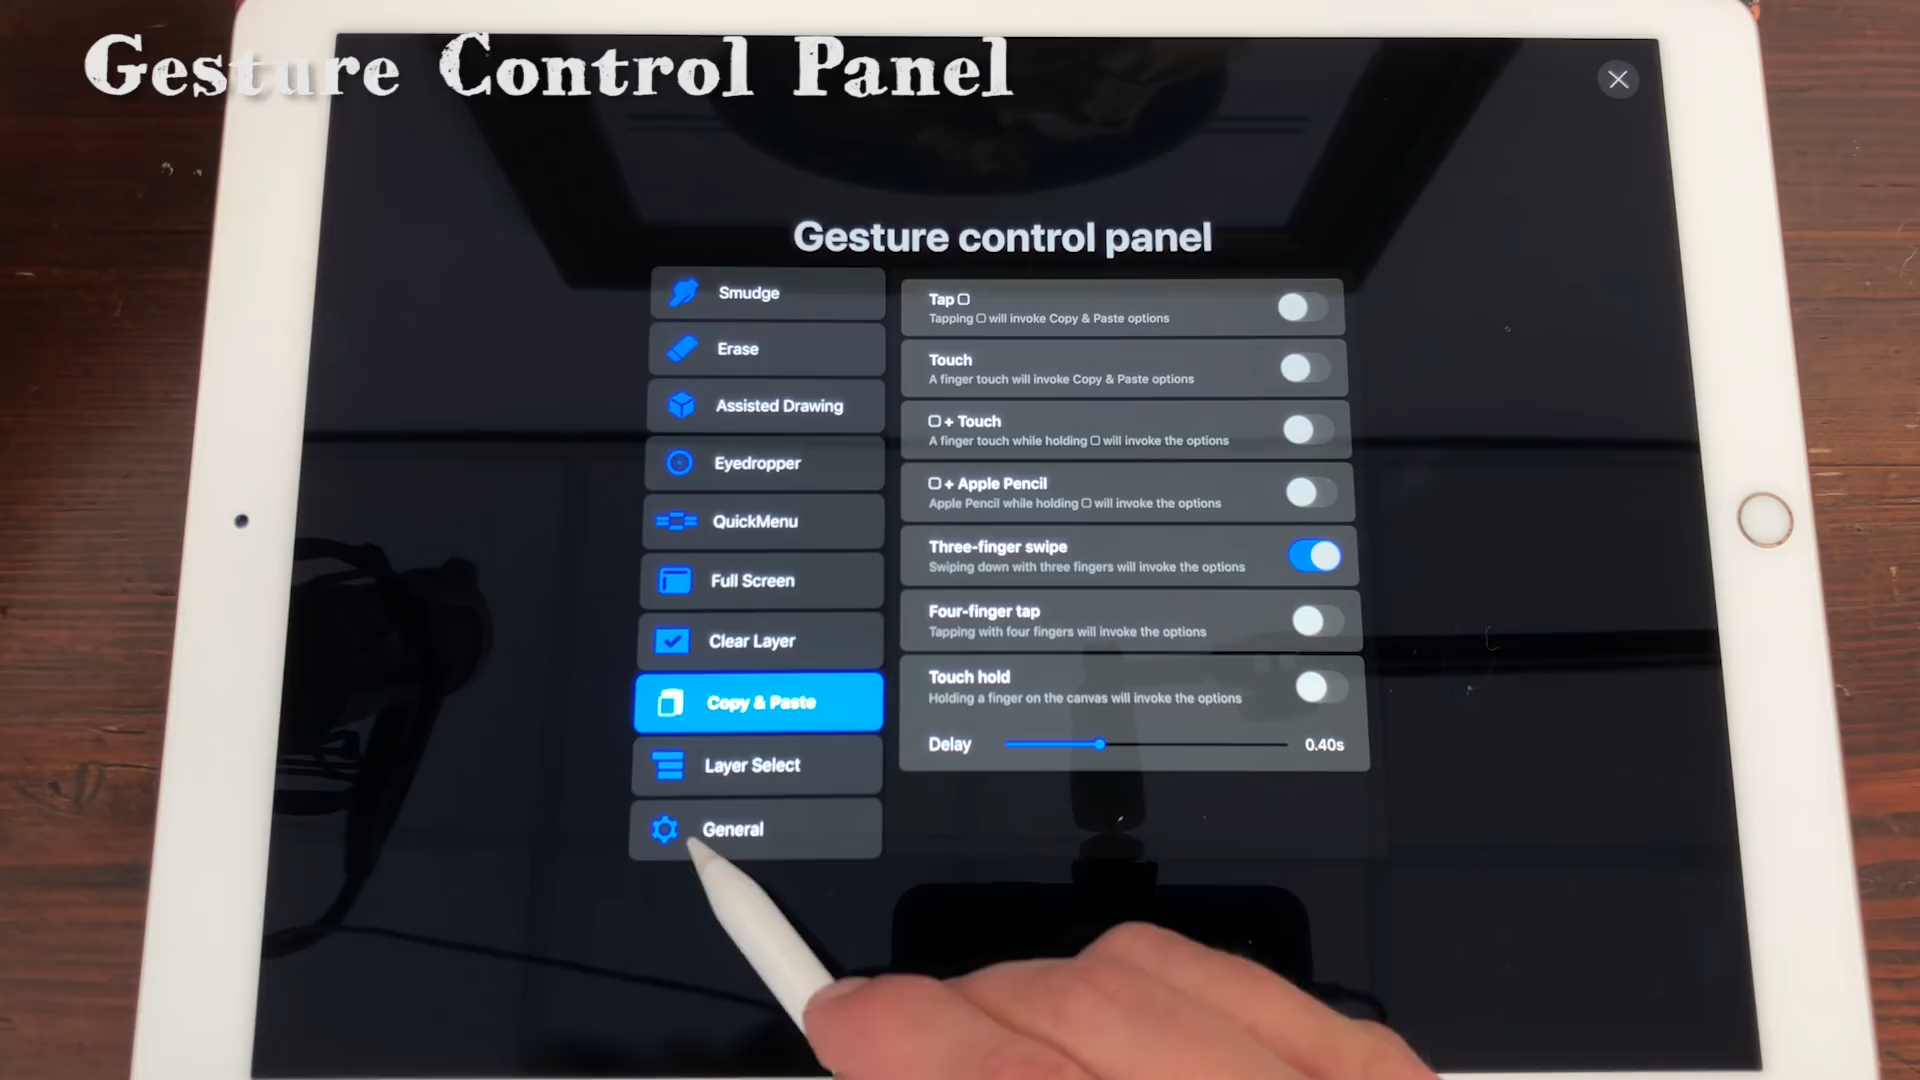 Gesture Control Panel
Gesture control panel
Smudge
Erase
Assisted Drawing
Eyedropper
QuickMenu
Full Screen
Clear Layer
Copy & Paste
Layer Select
General
Tap ▢
Tapping ▢ will invoke Copy & Paste options
Touch
A finger touch will invoke Copy & Paste options
▢ + Touch
A finger touch while holding ▢ will invoke the options
▢ + Apple Pencil
Apple Pencil while holding ▢ will invoke the options
Three-finger swipe
Swiping down with three fingers will invoke the options
Four-finger tap
Tapping with four fingers will invoke the options
Touch hold
Holding a finger on the canvas will invoke the options
Delay 0.40s